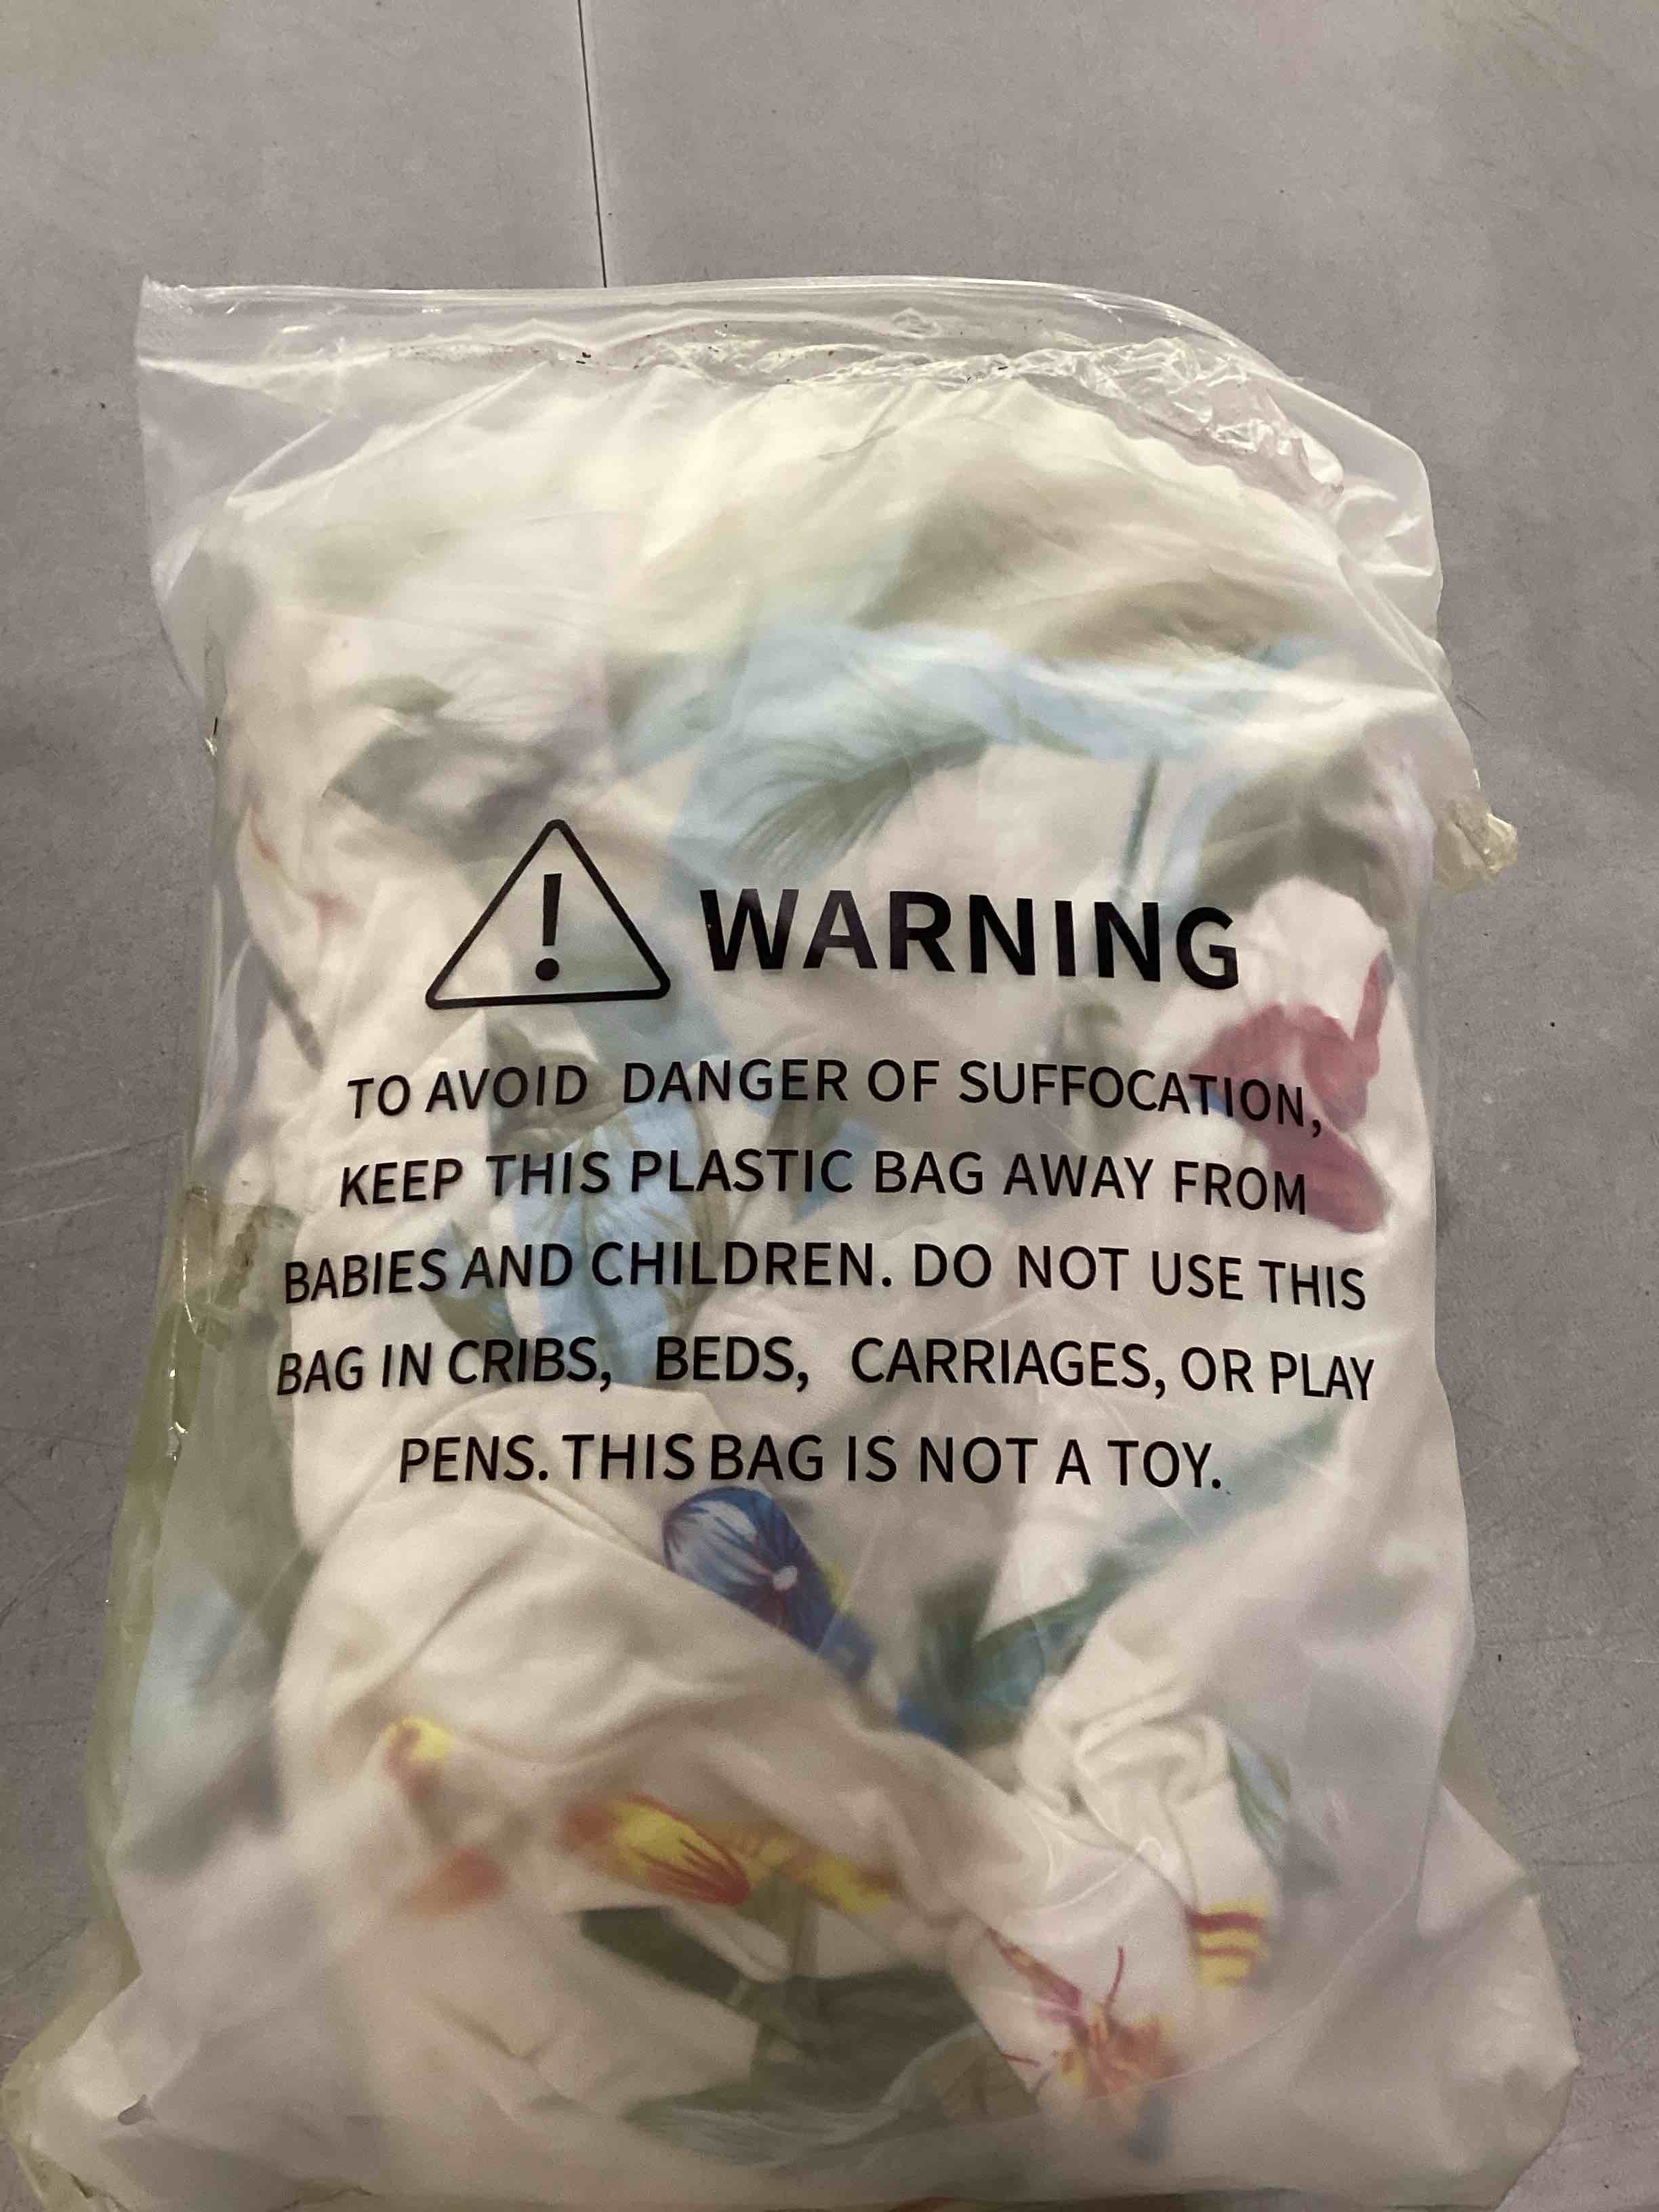 ! WARNING
TO AVOID DANGER OF SUFFOCATION,
KEEP THIS PLASTIC BAG AWAY FROM
BABIES AND CHILDREN. DO NOT USE THIS
BAG IN CRIBS, BEDS, CARRIAGES, OR PLAY
PENS. THIS BAG IS NOT A TOY.